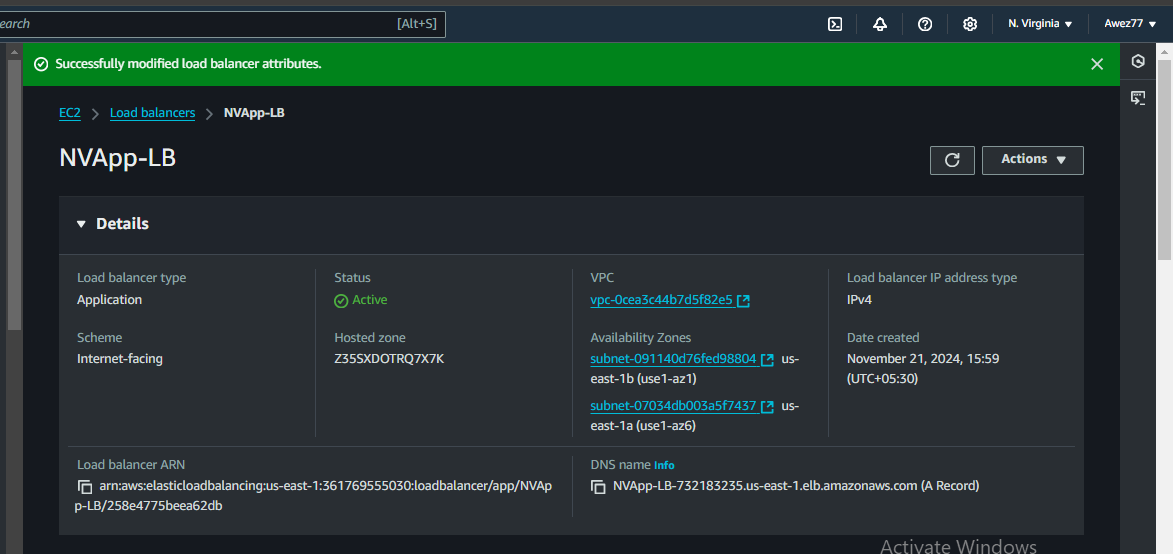 earch [Alt+S] N. Virginia Awez77
Successfully modified load balancer attributes.
EC2 Load balancers NVApp-LB
NVApp-LB
Actions
Details
Load balancer type
Application
Status
Active
VPC
vpc-0cea3c44b7d5f82e5
Load balancer IP address type
IPv4
Scheme
Internet-facing
Hosted zone
Z35SXDOTRQ7X7K
Availability Zones
subnet-091140d76fed98804 us-
east-1b (use1-az1)
subnet-07034db003a5f7437 us-
east-1a (use1-az6)
Date created
November 21, 2024, 15:59
(UTC+05:30)
Load balancer ARN
arn:aws:elasticloadbalancing:us-east-1:361769555030:loadbalancer/app/NVAp
p-LB/258e4775beea62db
DNS name Info
NVApp-LB-732183235.us-east-1.elb.amazonaws.com (A Record)
Activate Windows